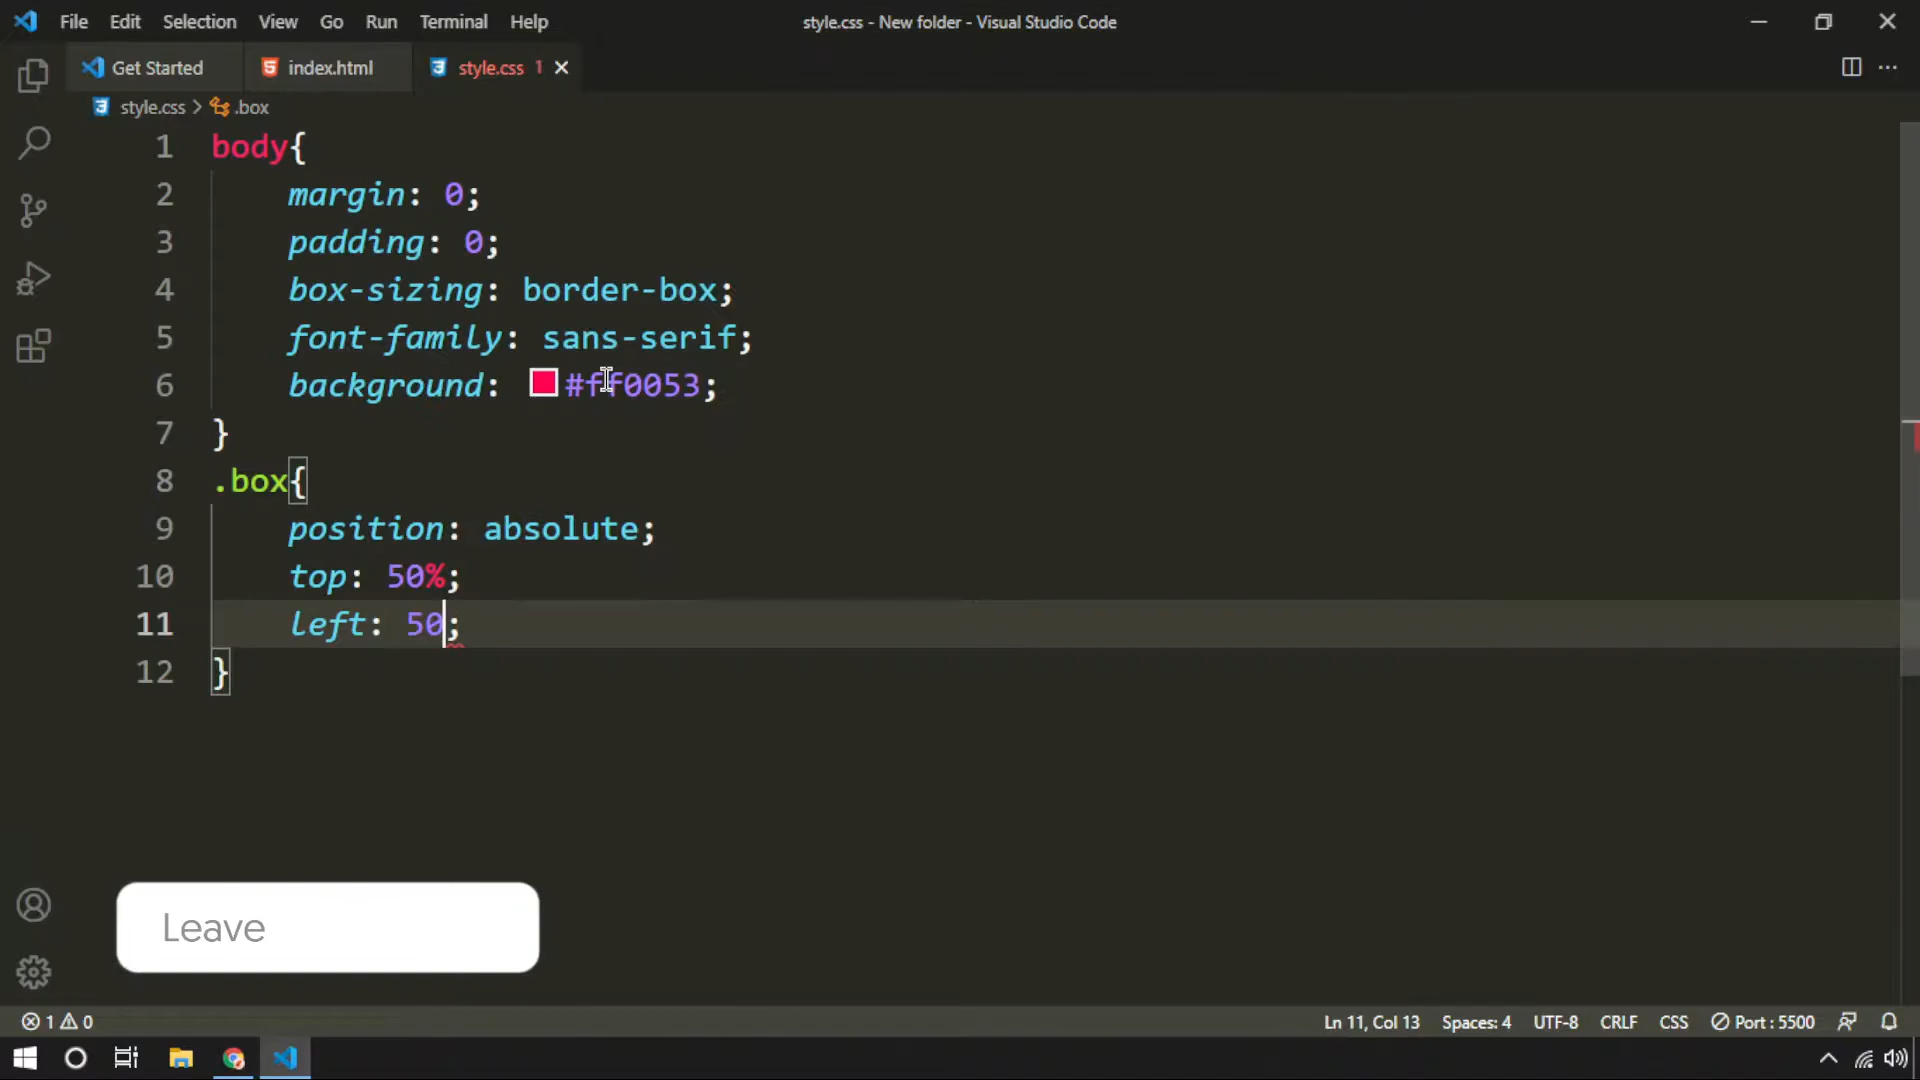 File Edit Selection View Go Run Terminal Help
style.css - New folder - Visual Studio Code
Get Started
index.html
style.css 1
style.css > .box
1 body{
2 margin: 0;
3 padding: 0;
4 box-sizing: border-box;
5 font-family: sans-serif;
6 background: #ff0053;
7 }
8 .box{
9 position: absolute;
10 top: 50%;
11 left: 50;
12 }
Leave
1 0
Ln 11, Col 13 Spaces: 4 UTF-8 CRLF CSS Port : 5500